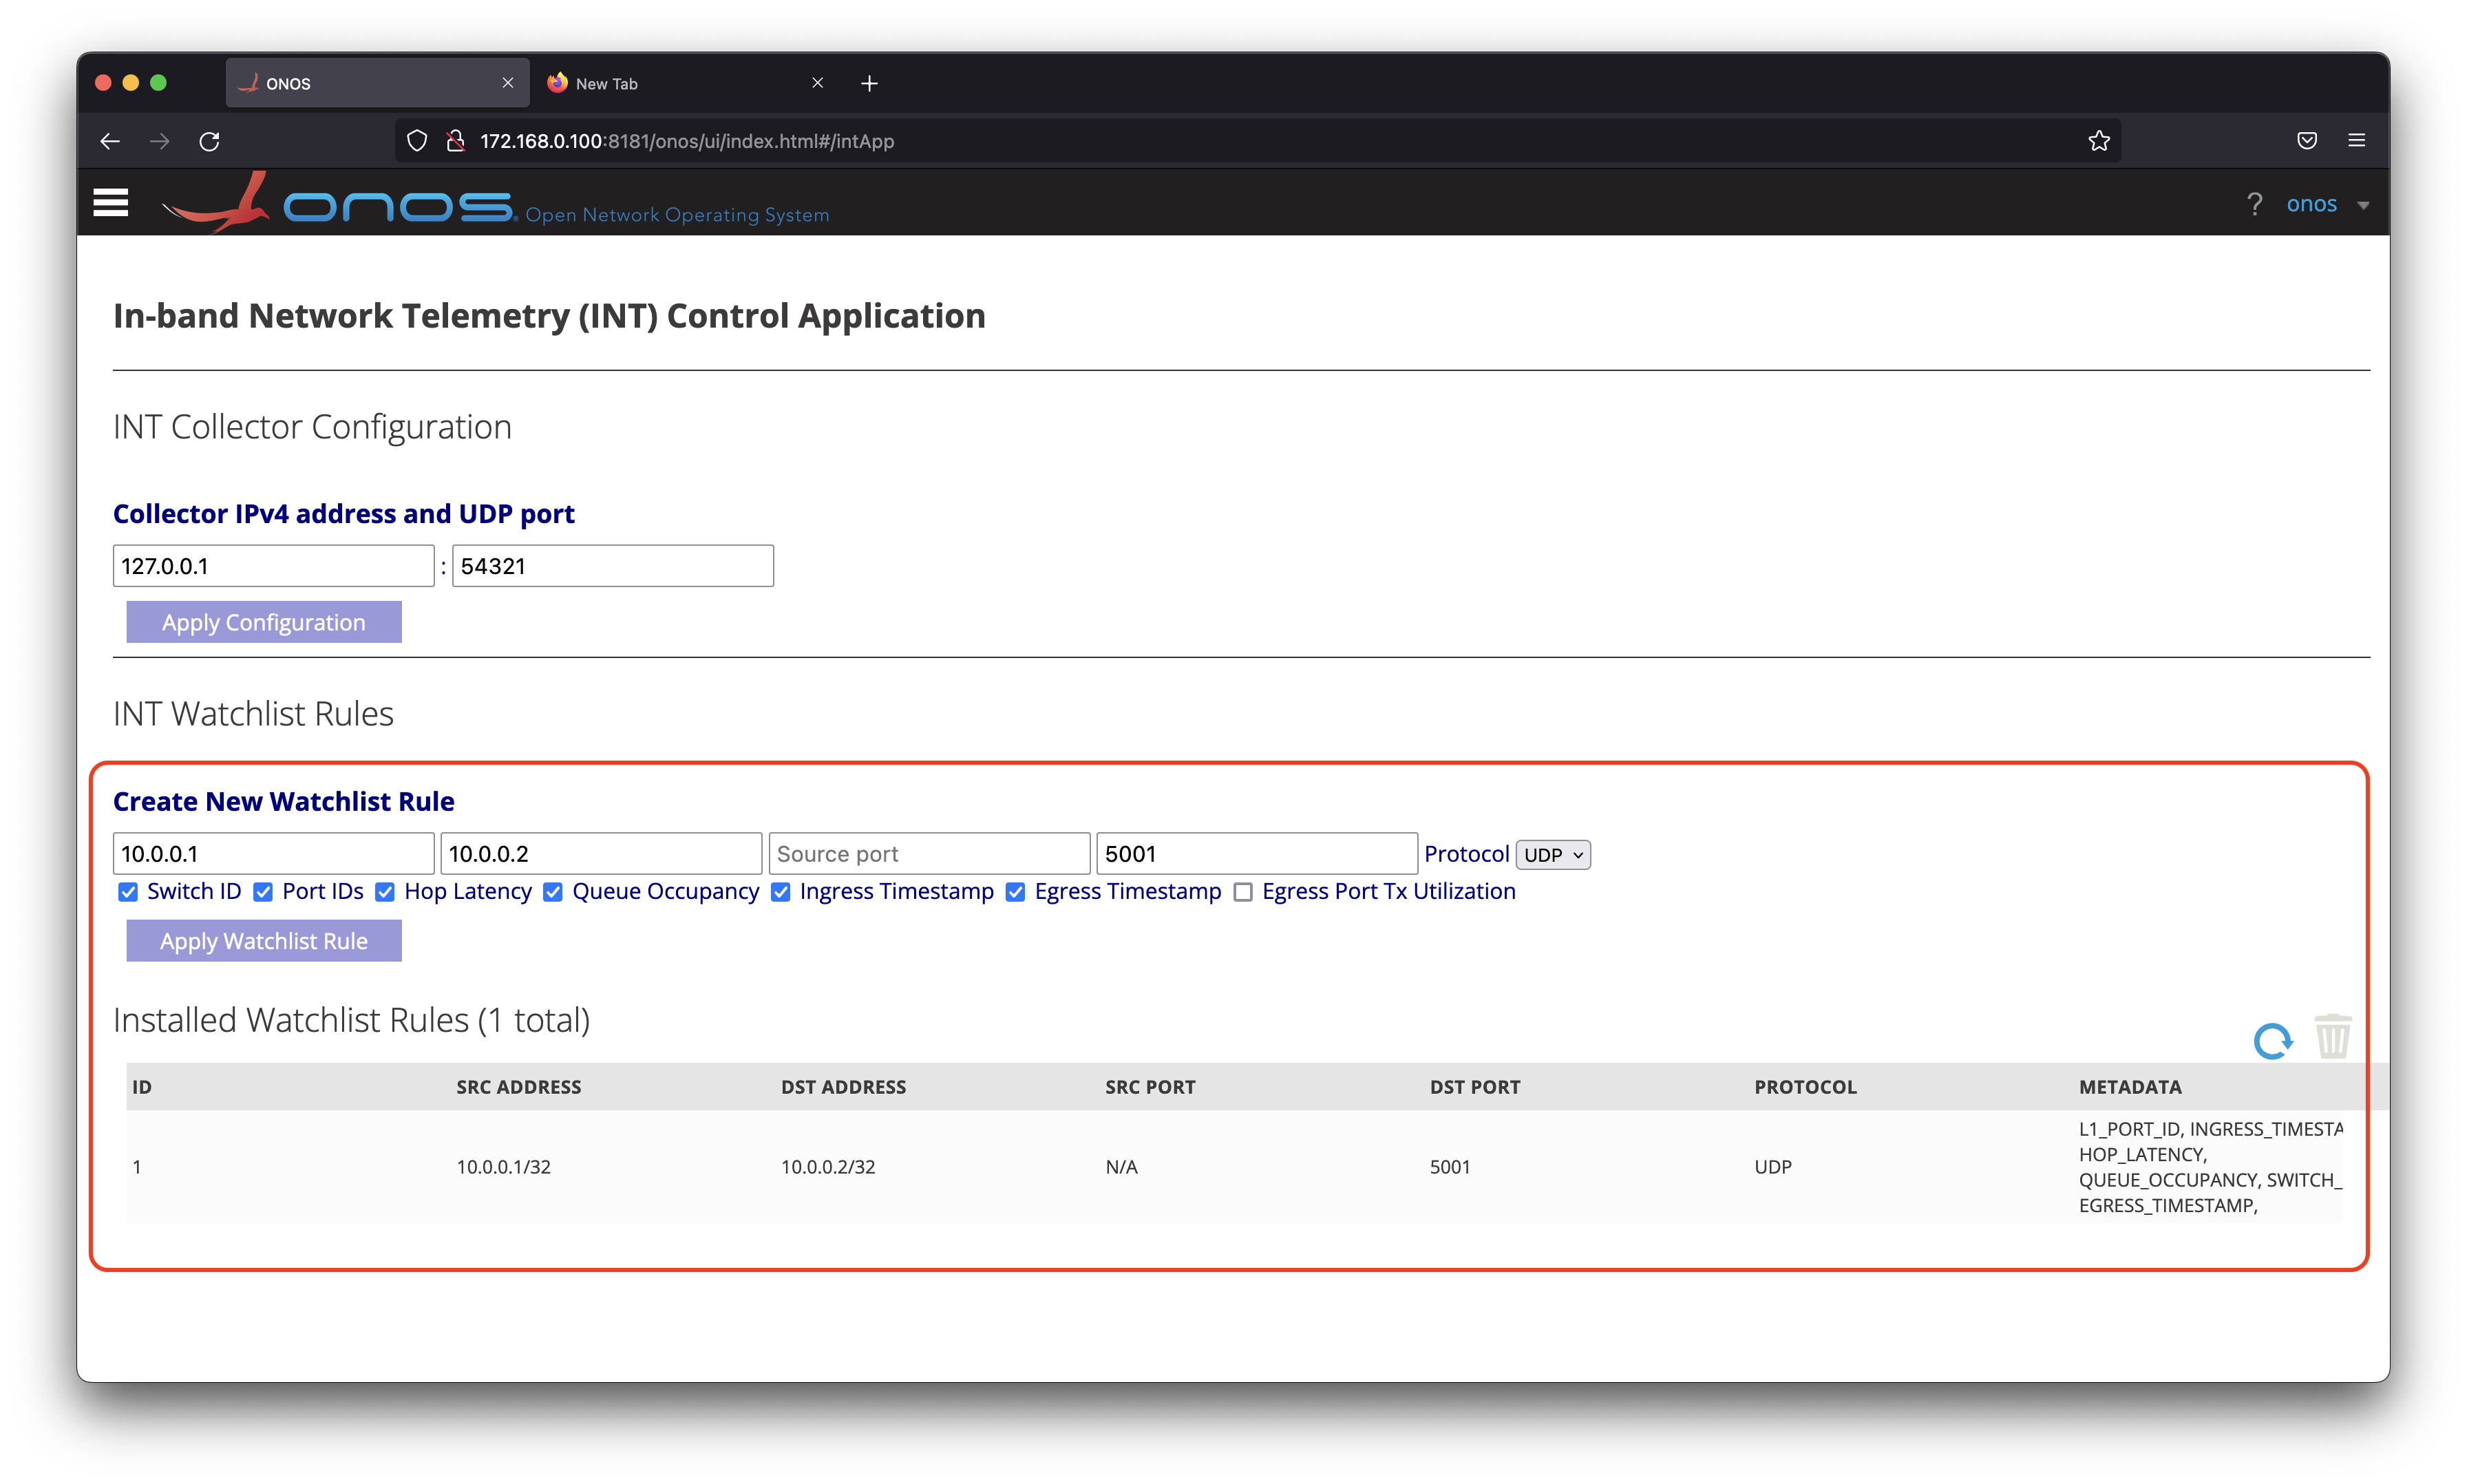 ONOS
New Tab
172.168.0.100:8181/onos/ui/index.html#/intApp
onos Open Network Operating System
? onos
In-band Network Telemetry (INT) Control Application
INT Collector Configuration
Collector IPv4 address and UDP port
127.0.0.1 : 54321
Apply Configuration
INT Watchlist Rules
Create New Watchlist Rule
10.0.0.1 10.0.0.2 Source port 5001 Protocol UDP
Switch ID Port IDs Hop Latency Queue Occupancy Ingress Timestamp Egress Timestamp Egress Port Tx Utilization
Apply Watchlist Rule
Installed Watchlist Rules (1 total)
ID SRC ADDRESS DST ADDRESS SRC PORT DST PORT PROTOCOL METADATA
1 10.0.0.1/32 10.0.0.2/32 N/A 5001 UDP
L1_PORT_ID, INGRESS_TIMESTA
HOP_LATENCY,
QUEUE_OCCUPANCY, SWITCH_
EGRESS_TIMESTAMP,